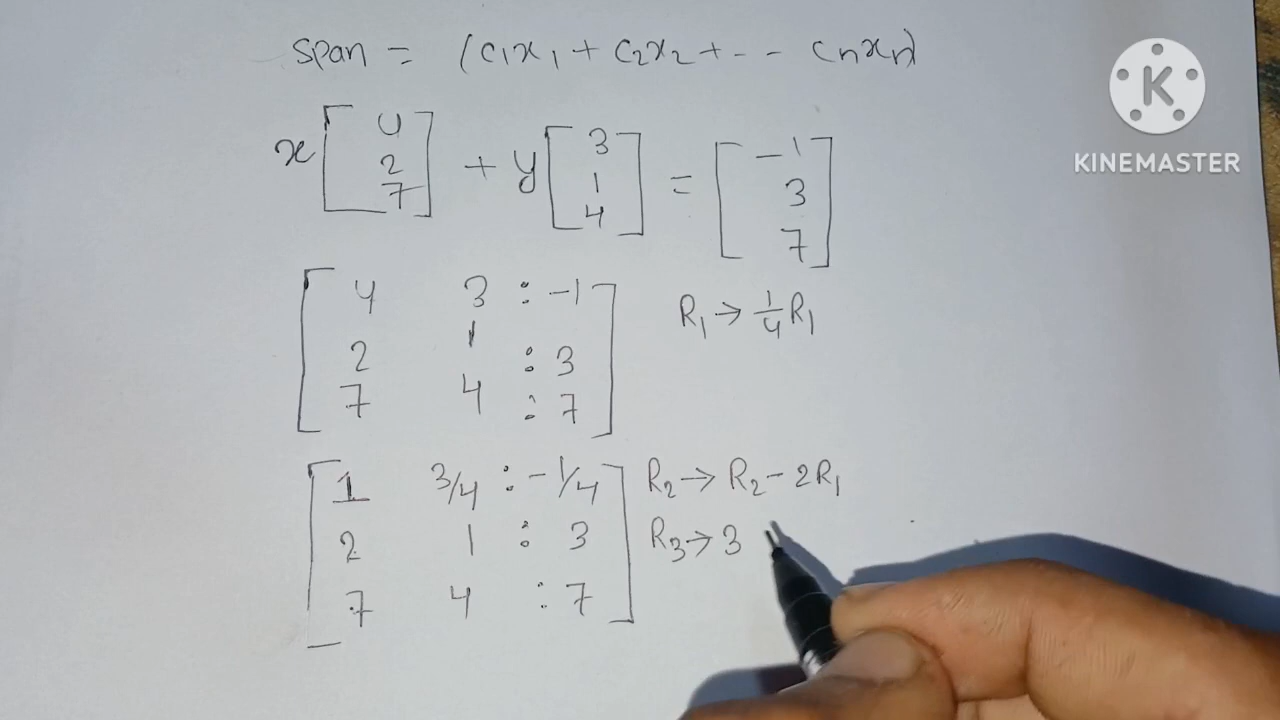 span = (c₁x₁ + c₂x₂ + -- cₙxₙ)
K
KINEMASTER
x [4 2 7] + y [3 1 4] = [-1 3 7]
4 3 : -1 R₁ → 1/4 R₁
2 1 : 3
7 4 : 7
1 3/4 : -1/4 R₂ → R₂ - 2R₁
2 1 : 3 R₃ → 3
7 4 : 7